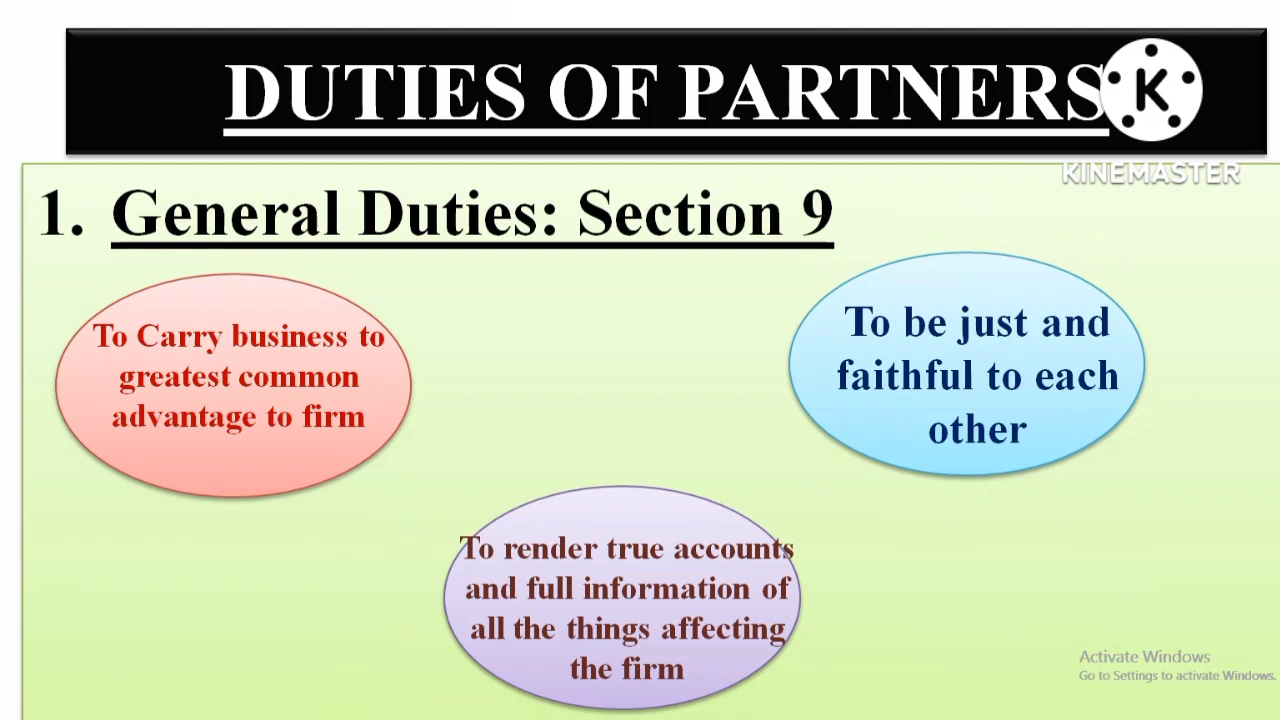 DUTIES OF PARTNERS
K
KINEMASTER
1. General Duties: Section 9
To Carry business to
greatest common
advantage to firm
To be just and
faithful to each
other
To render true accounts
and full information of
all the things affecting
the firm
Activate Windows
Go to Settings to activate Windows.